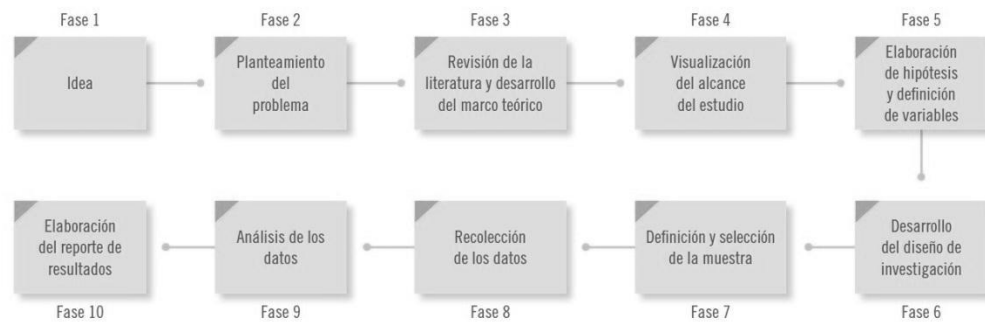 Fase 1
Idea
Fase 2
Planteamiento
del
problema
Fase 3
Revisión de la
literatura y desarrollo
del marco teórico
Fase 4
Visualización
del alcance
del estudio
Fase 5
Elaboración
de hipótesis
y definición
de variables
Desarrollo
del diseño de
investigación
Fase 6
Definición y selección
de la muestra
Fase 7
Recolección
de los datos
Fase 8
Análisis de los
datos
Fase 9
Elaboración
del reporte de
resultados
Fase 10